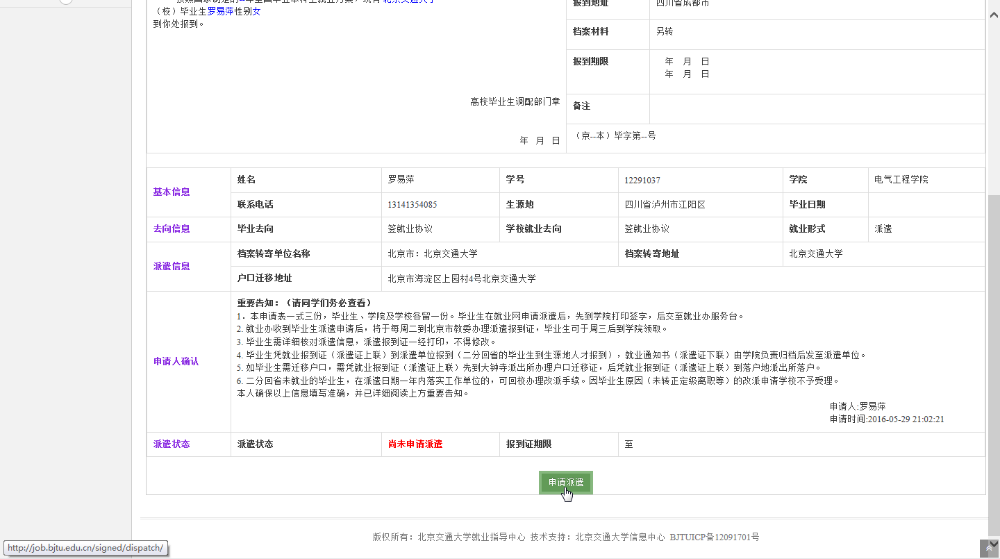 （校）毕业生罗易萍性别女
到你处报到。
高校毕业生调配部门章
年 月 日
报到地址 四川省成都市
档案材料 另转
报到期限 年 月 日
年 月 日
备注
（京--本）毕字第--号
基本信息 姓名 罗易萍 学号 12291037 学院 电气工程学院
联系电话 13141354085 生源地 四川省泸州市江阳区 毕业日期
去向信息 毕业去向 签就业协议 学校就业去向 签就业协议 就业形式 派遣
派遣信息 档案转寄单位名称 北京市：北京交通大学 档案转寄地址 北京交通大学
户口迁移地址 北京市海淀区上园村4号北京交通大学
申请人确认
重要告知：（请同学们务必查看）
1．本申请表一式三份，毕业生、学院及学校各留一份。毕业生在就业网申请派遣后，先到学院打印签字，后交至就业办服务台。
2. 就业办收到毕业生派遣申请后，将于每周二到北京市教委办理派遣报到证，毕业生可于周三后到学院领取。
3. 毕业生需详细核对派遣信息，派遣报到证一经打印，不得修改。
4. 毕业生凭就业报到证（派遣证上联）到派遣单位报到（二分回省的毕业生到生源地人才报到），就业通知书（派遣证下联）由学院负责归档后发至派遣单位。
5. 如毕业生需迁移户口，需凭就业报到证（派遣证上联）先到大钟寺派出所办理户口迁移证，后凭就业报到证（派遣证上联）到落户地派出所落户。
6. 二分回省未就业的毕业生，在派遣日期一年内落实工作单位的，可回校办理改派手续。因毕业生原因（未转正定级离职等）的改派申请学校不予受理。
本人确保以上信息填写准确，并已详细阅读上方重要告知。
申请人:罗易萍
申请时间:2016-05-29 21:02:21
派遣状态 派遣状态 尚未申请派遣 报到证期限 至
申请派遣
版权所有：北京交通大学就业指导中心 技术支持：北京交通大学信息中心 BJTUICP备12091701号
http://job.bjtu.edu.cn/signed/dispatch/